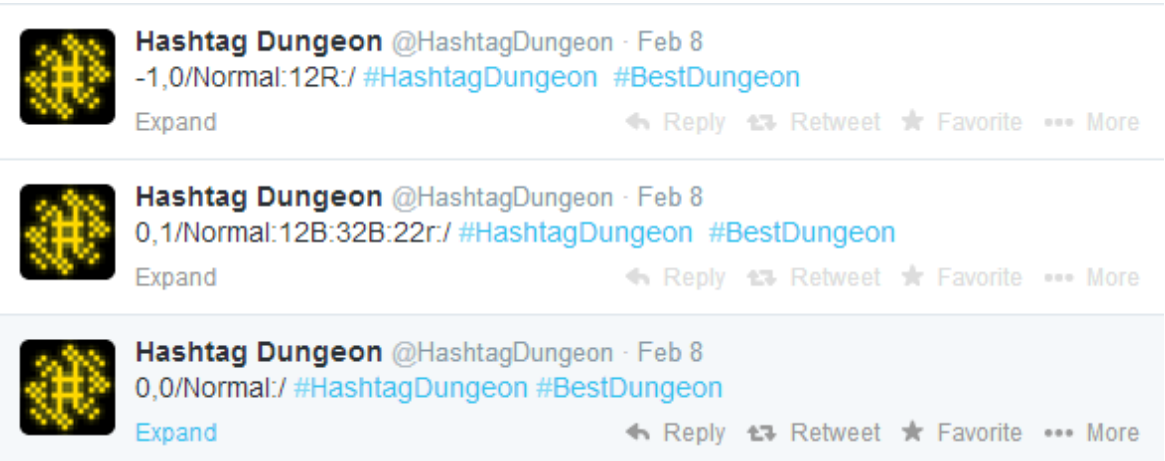 Hashtag Dungeon @HashtagDungeon · Feb 8
-1,0/Normal:12R:/ #HashtagDungeon #BestDungeon
Expand Reply Retweet Favorite More
Hashtag Dungeon @HashtagDungeon · Feb 8
0,1/Normal:12B:32B:22r:/ #HashtagDungeon #BestDungeon
Expand Reply Retweet Favorite More
Hashtag Dungeon @HashtagDungeon · Feb 8
0,0/Normal:/ #HashtagDungeon #BestDungeon
Expand Reply Retweet Favorite More